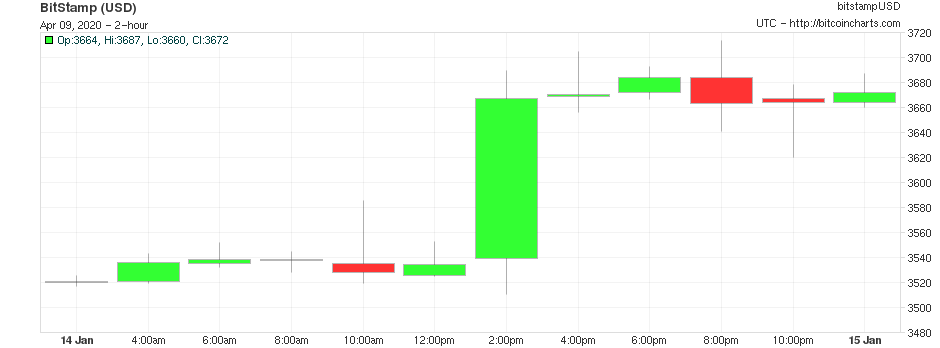 BitStamp (USD)
bitstampUSD
Apr 09, 2020 - 2-hour
UTC - http://bitcoincharts.com
Op:3664, Hi:3687, Lo:3660, Cl:3672
3720
3700
3680
3660
3640
3620
3600
3580
3560
3540
3520
3500
3480
14 Jan 4:00am 6:00am 8:00am 10:00am 12:00pm 2:00pm 4:00pm 6:00pm 8:00pm 10:00pm 15 Jan